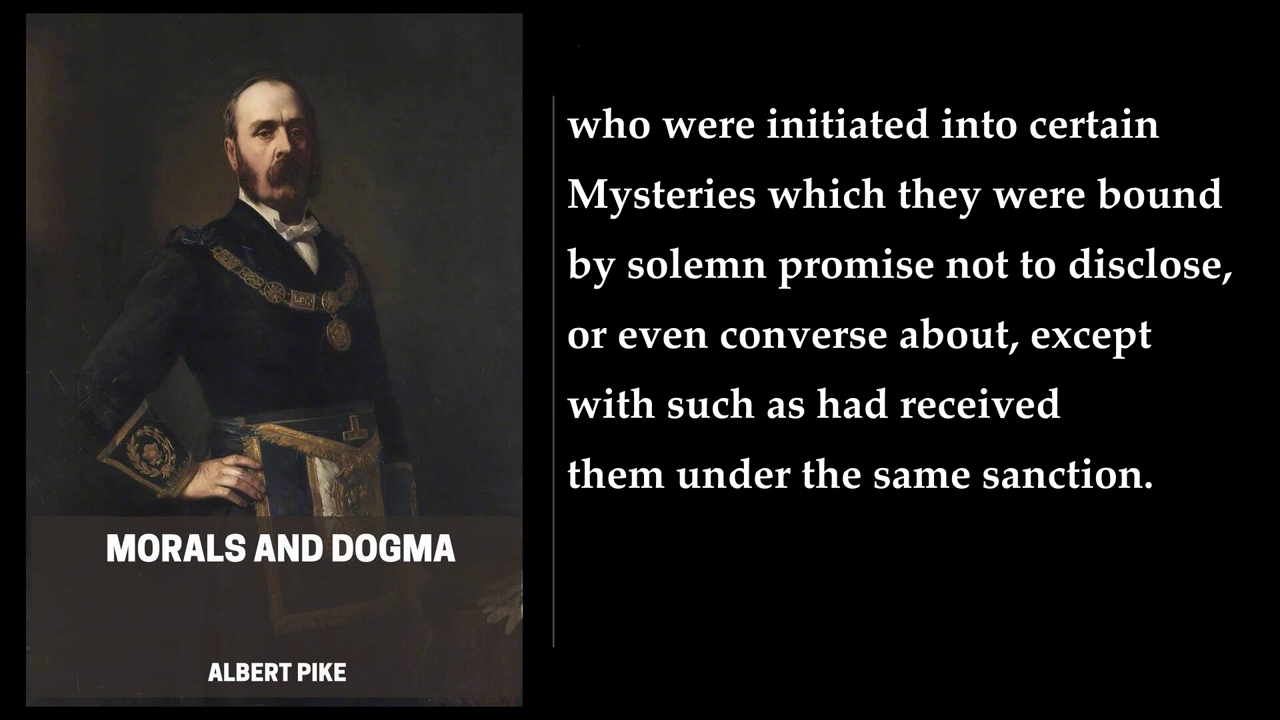 MORALS AND DOGMA
ALBERT PIKE
who were initiated into certain
Mysteries which they were bound
by solemn promise not to disclose,
or even converse about, except
with such as had received
them under the same sanction.